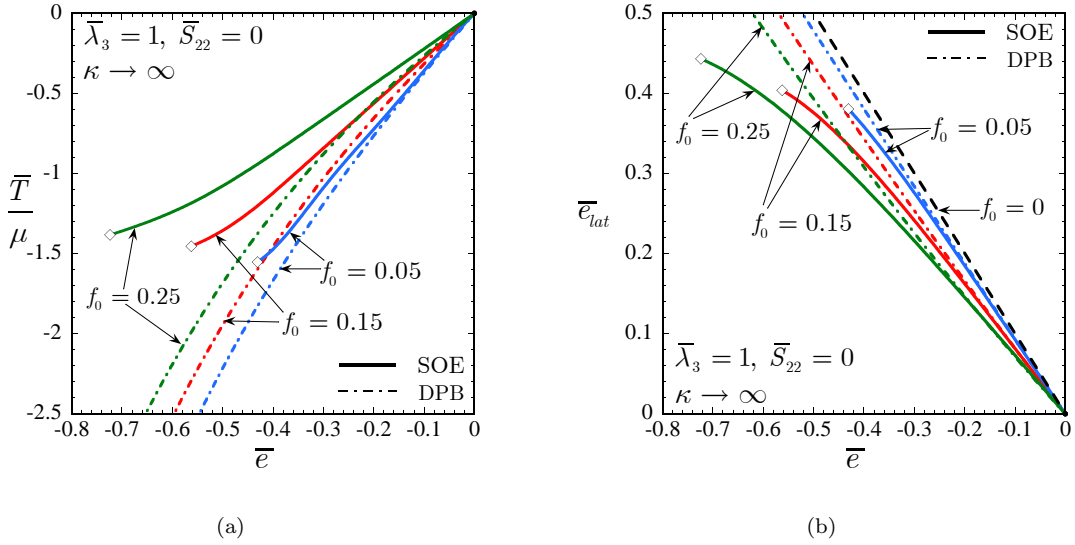 λ̄₃ = 1, S̄₂₂ = 0
κ → ∞
0
-0.5
-1
-1.5
-2
-2.5
T̄
μ
f₀ = 0.25
f₀ = 0.05
f₀ = 0.15
SOE
DPB
-0.8 -0.7 -0.6 -0.5 -0.4 -0.3 -0.2 -0.1 0
e̅
(a)
0.5
0.4
0.3
0.2
0.1
0
e̅_lat
SOE
DPB
f₀ = 0.25
f₀ = 0.05
f₀ = 0.15
f₀ = 0
λ̄₃ = 1, S̄₂₂ = 0
κ → ∞
-0.8 -0.7 -0.6 -0.5 -0.4 -0.3 -0.2 -0.1 0
e̅
(b)